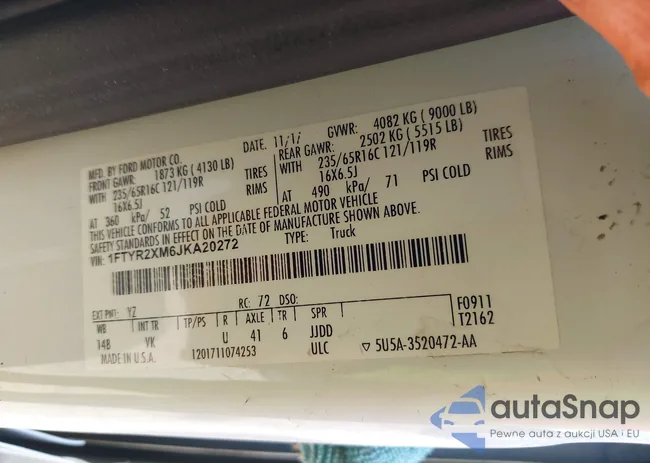 MFD. BY FORD MOTOR CO. DATE: 11/17 GVWR: 4082 KG (9000 LB)
FRONT GAWR: 1873 KG (4130 LB) REAR GAWR: 2502 KG (5515 LB)
WITH 235/65R16C 121/119R TIRES WITH 235/65R16C 121/119R TIRES
16X6.5J RIMS 16X6.5J RIMS
AT 360 kPa/ 52 PSI COLD AT 490 kPa/ 71 PSI COLD
THIS VEHICLE CONFORMS TO ALL APPLICABLE FEDERAL MOTOR VEHICLE
SAFETY STANDARDS IN EFFECT ON THE DATE OF MANUFACTURE SHOWN ABOVE.
VIN: 1FTYR2XM6JKA20272 TYPE: Truck
EXT PNT: YZ RC: 72 DSO: F0911
WB INT TR TP/PS R AXLE TR SPR T2162
148 VK U 41 6 JJDD
MADE IN U.S.A. 1201711074253 ULC ▽ 5U5A-3520472-AA
autaSnap
Pewne auta z aukcji USA i EU